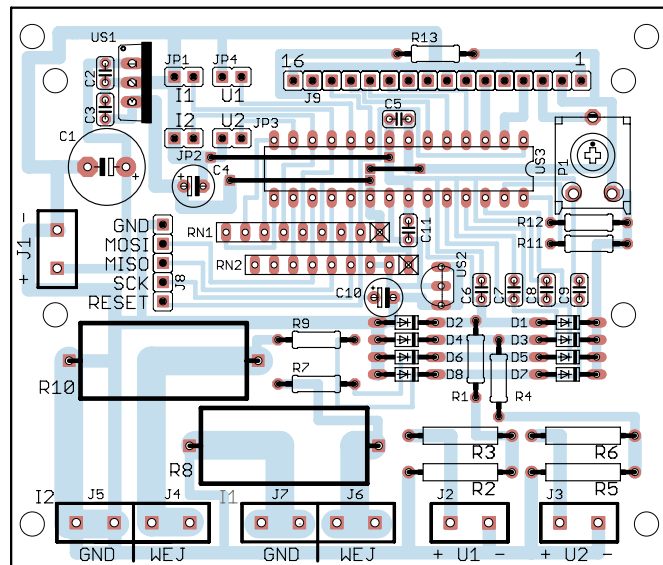 US1
R13
JP1 JP4
16 1
C2
I1 U1
J9
C3
C5
C1
I2 U2
JP3
+
JP2
C4
US3
P1
+
J1
-
+
GND
MOSI
MISO
SCK
RESET
J8
RN1
RN2
C11
US2
R12
R11
C10
+
C6
C7
C8
C9
R10
R9
R7
D2
D4
D6
D8
D1
D3
D5
D7
R1
R4
R8
R3
R2
R6
R5
I2 J5 J4 I1 J7 J6 J2 J3
GND WEJ GND WEJ + U1 - + U2 -